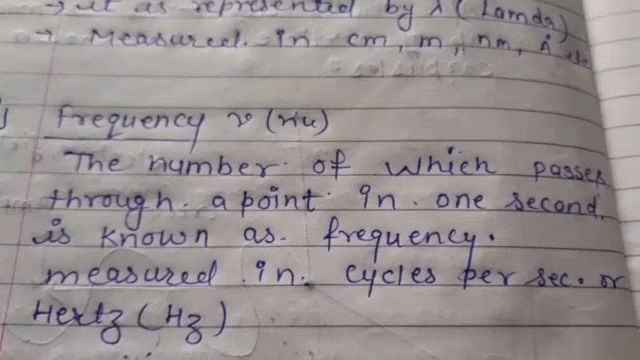 → it is represented by λ (Lamda)
→ Measured. in cm, m, nm, Å etc
Frequency ν (niu)
The number of which passes
through. a point in. one second.
is known as. frequency.
measured in. cycles per sec. or
Hertz (Hz)